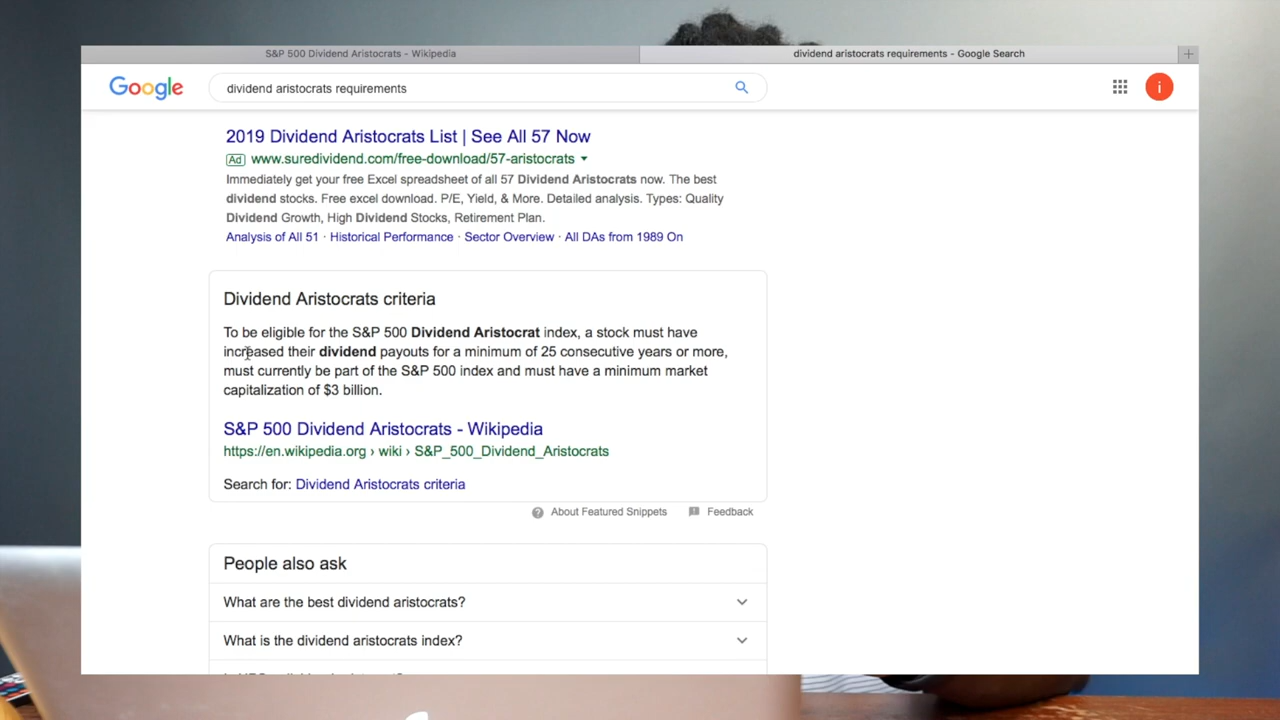 S&P 500 Dividend Aristocrats - Wikipedia
dividend aristocrats requirements - Google Search
Google
dividend aristocrats requirements
i
2019 Dividend Aristocrats List | See All 57 Now
Ad www.suredividend.com/free-download/57-aristocrats
Immediately get your free Excel spreadsheet of all 57 Dividend Aristocrats now. The best
dividend stocks. Free excel download. P/E, Yield, & More. Detailed analysis. Types: Quality
Dividend Growth, High Dividend Stocks, Retirement Plan.
Analysis of All 51 · Historical Performance · Sector Overview · All DAs from 1989 On
Dividend Aristocrats criteria
To be eligible for the S&P 500 Dividend Aristocrat index, a stock must have
increased their dividend payouts for a minimum of 25 consecutive years or more,
must currently be part of the S&P 500 index and must have a minimum market
capitalization of $3 billion.
S&P 500 Dividend Aristocrats - Wikipedia
https://en.wikipedia.org › wiki › S&P_500_Dividend_Aristocrats
Search for: Dividend Aristocrats criteria
About Featured Snippets
Feedback
People also ask
What are the best dividend aristocrats?
What is the dividend aristocrats index?